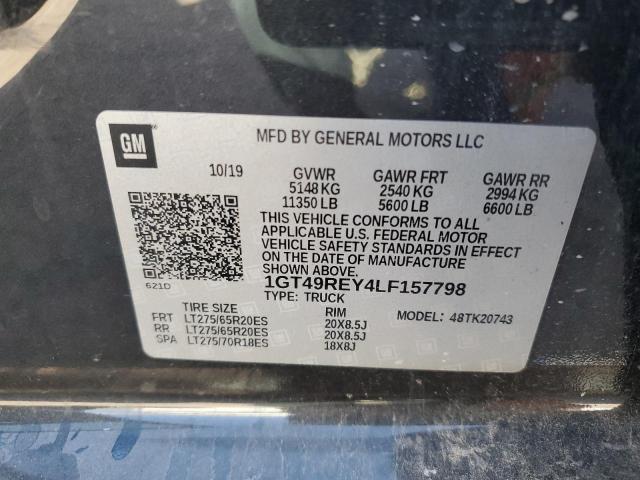 GM
MFD BY GENERAL MOTORS LLC
10/19 GVWR GAWR FRT GAWR RR
5148 KG 2540 KG 2994 KG
11350 LB 5600 LB 6600 LB
THIS VEHICLE CONFORMS TO ALL
APPLICABLE U.S. FEDERAL MOTOR
VEHICLE SAFETY STANDARDS IN EFFECT
ON THE DATE OF MANUFACTURE
SHOWN ABOVE.
621D
1GT49REY4LF157798
TYPE: TRUCK
TIRE SIZE RIM MODEL: 48TK20743
FRT LT275/65R20ES 20X8.5J
RR LT275/65R20ES 20X8.5J
SPA LT275/70R18ES 18X8J